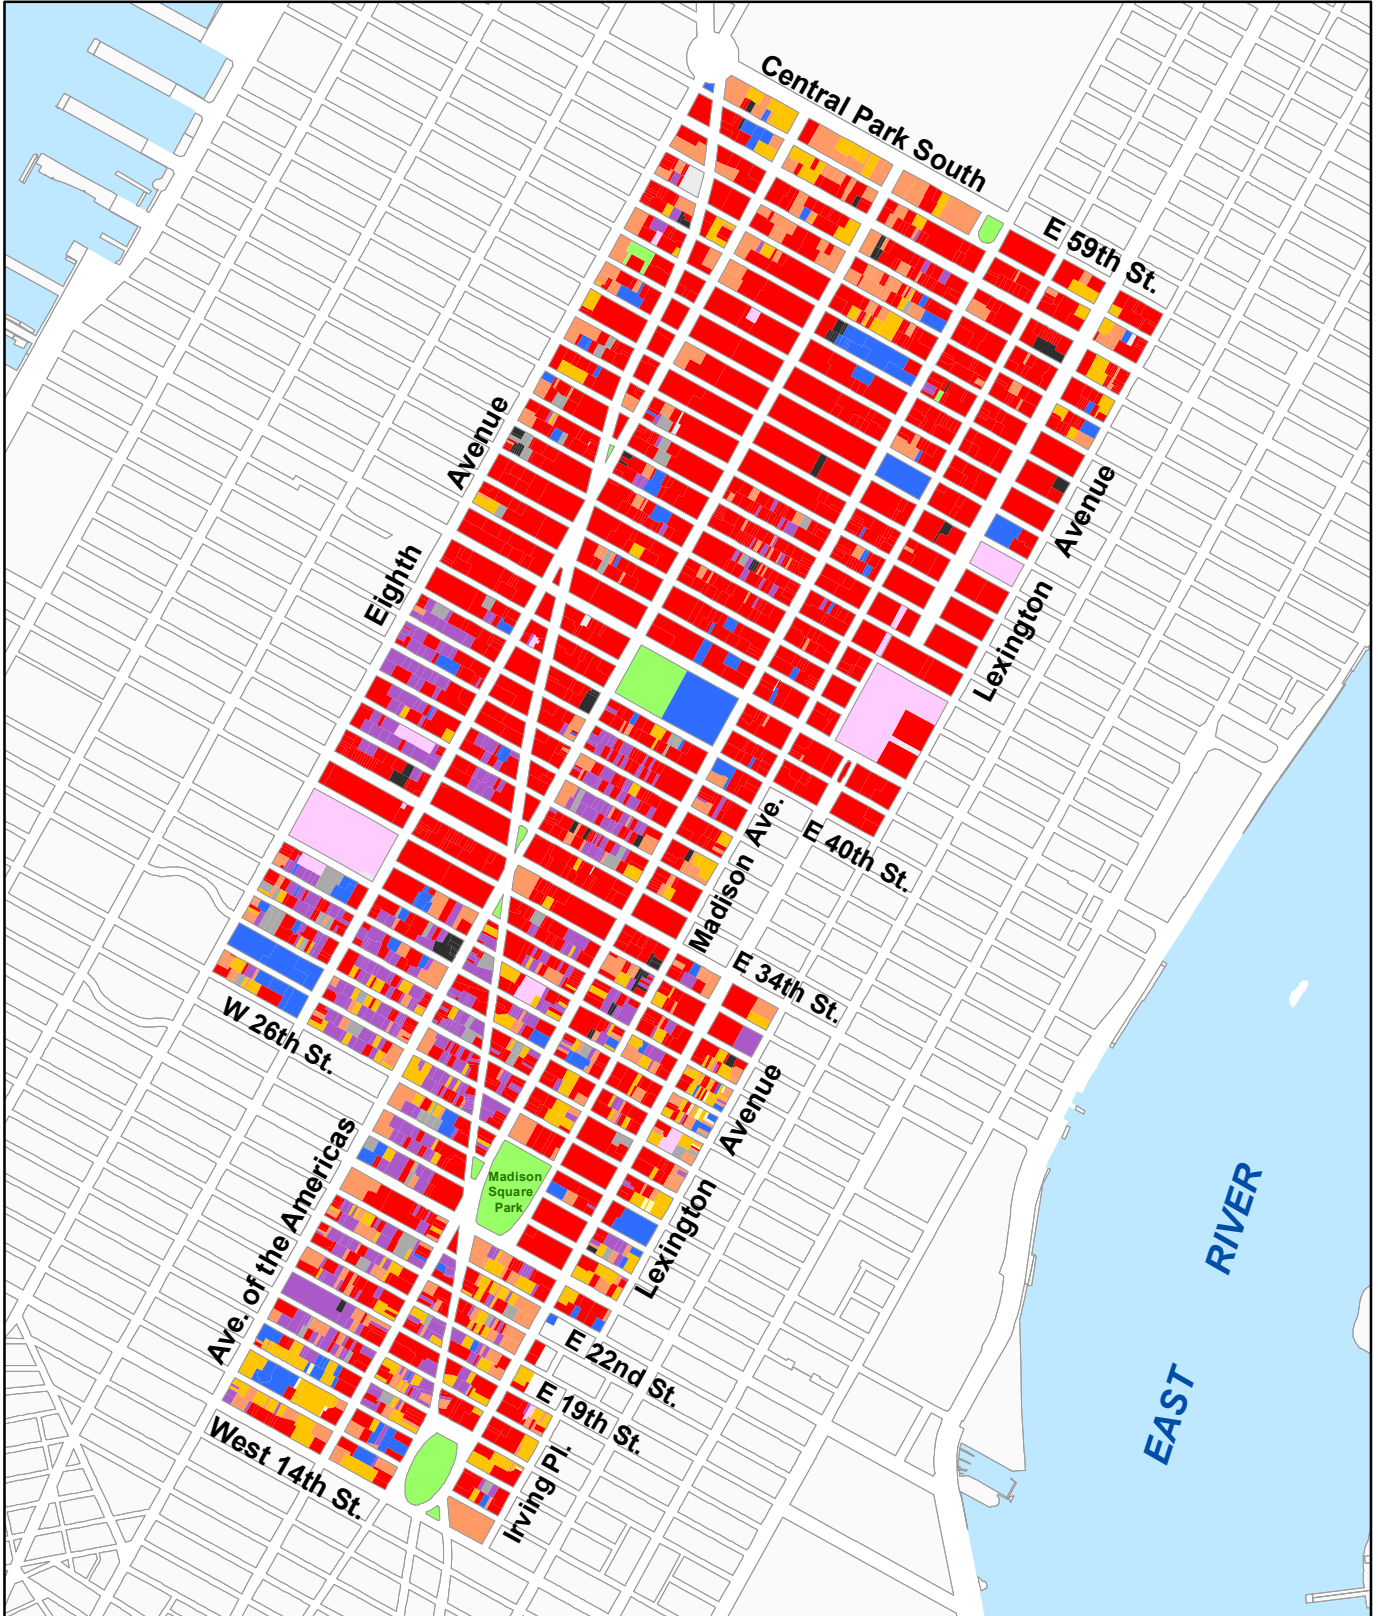 Central Park South
E 59th St.
Avenue
Eighth
Avenue
Lexington
Madison Ave.
E 40th St.
E 34th St.
W 26th St.
Avenue
Lexington
Madison
Square
Park
Ave. of the Americas
E 22nd St.
E 19th St.
Irving Pl.
West 14th St.
EAST RIVER